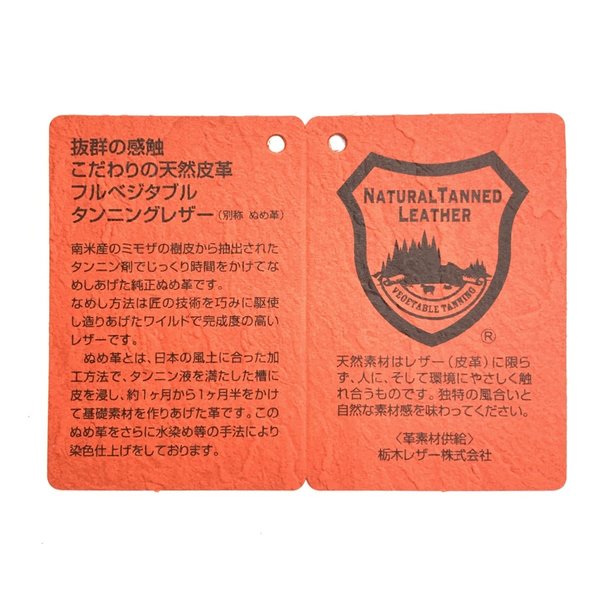 抜群の感触
こだわりの天然皮革
フルベジタブル
タンニングレザー（別称 ぬめ革）
南米産のミモザの樹皮から抽出された
タンニン剤でじっくり時間をかけてな
めしあげた純正ぬめ革です。
なめし方法は匠の技術を巧みに駆使
し造りあげたワイルドで完成度の高い
レザーです。
ぬめ革とは、日本の風土に合った加
工方法で、タンニン液を満たした槽に
皮を浸し、約1ヶ月から1ヶ月半をかけ
て基礎素材を作りあげた革です。この
ぬめ革をさらに水染め等の手法により
染色仕上げをしております。
NATURAL TANNED
LEATHER
VEGETABLE TANNING
®
天然素材はレザー（皮革）に限ら
ず、人に、そして環境にやさしく触
れ合うものです。独特の風合いと
自然な素材感を味わってください。
〈革素材供給〉
栃木レザー株式会社